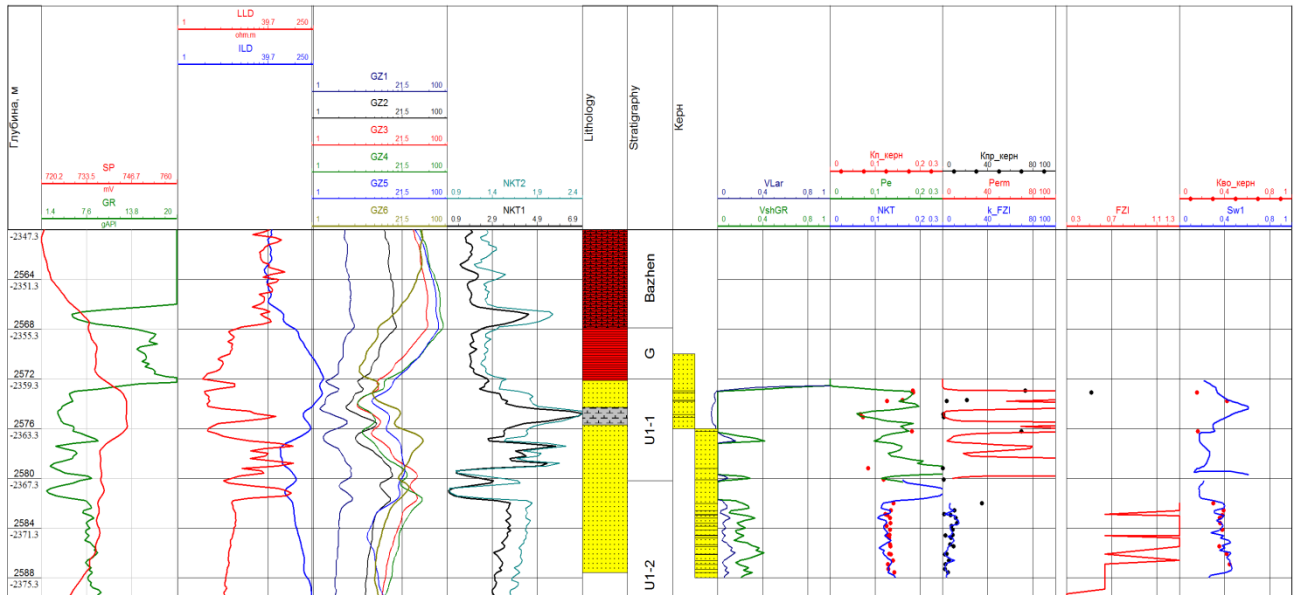 Глубина, м
SP
720.2 733.5 746.7 760
mV
GR
1.4 7.6 13.8 20
gAPI
LLD
1 39.7 250
ohm.m
ILD
1 39.7 250
GZ1
1 21.5 100
GZ2
1 21.5 100
GZ3
1 21.5 100
GZ4
1 21.5 100
GZ5
1 21.5 100
GZ6
1 21.5 100
NKT2
0.9 1.4 1.9 2.4
NKT1
0.9 2.9 4.9 6.9
Lithology
Stratigraphy
Керн
VLar
0 0.4 0.8 1
VshGR
0 0.4 0.8 1
Кп_керн
0 0,1 0.2 0.3
Pe
0 0,1 0.2 0.3
NKT
0 0,1 0.2 0.3
Кпр_керн
0 40 80 100
Perm
0 40 80 100
k_FZI
0 40 80 100
FZI
0.3 0.7 1.1 1.3
Кво_керн
0 0.4 0.8 1
Sw1
0 0.4 0.8 1
-2347.3
2564
-2351.3
2568
-2355.3
2572
-2359.3
2576
-2363.3
2580
-2367.3
2584
-2371.3
2588
-2375.3
Bazhen
G
U1-1
U1-2